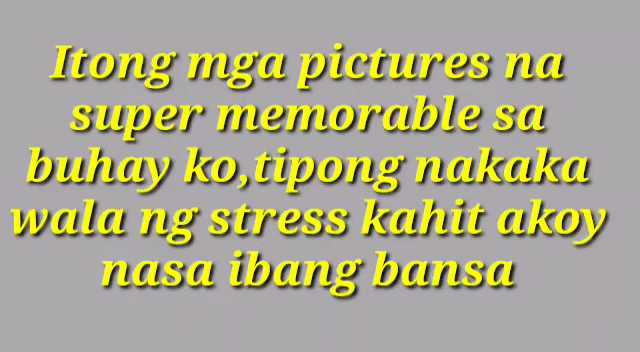 Itong mga pictures na
super memorable sa
buhay ko,tipong nakaka
wala ng stress kahit akoy
nasa ibang bansa